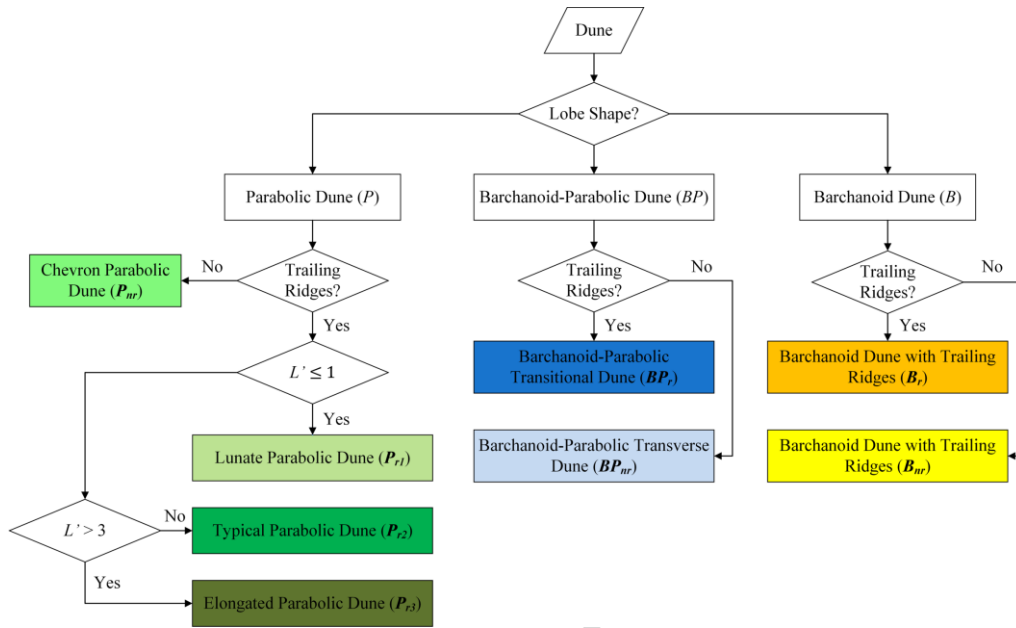 Dune
Lobe Shape?
Parabolic Dune (P)
Barchanoid-Parabolic Dune (BP)
Barchanoid Dune (B)
Chevron Parabolic
Dune (Pnr)
No
Trailing
Ridges?
Yes
Trailing
Ridges?
No
Yes
Trailing
Ridges?
No
Yes
L' ≤ 1
Yes
Barchanoid-Parabolic
Transitional Dune (BPr)
Barchanoid Dune with Trailing
Ridges (Br)
Lunate Parabolic Dune (Pr1)
Barchanoid-Parabolic Transverse
Dune (BPnr)
Barchanoid Dune with Trailing
Ridges (Bnr)
L' > 3
No
Typical Parabolic Dune (Pr2)
Yes
Elongated Parabolic Dune (Pr3)